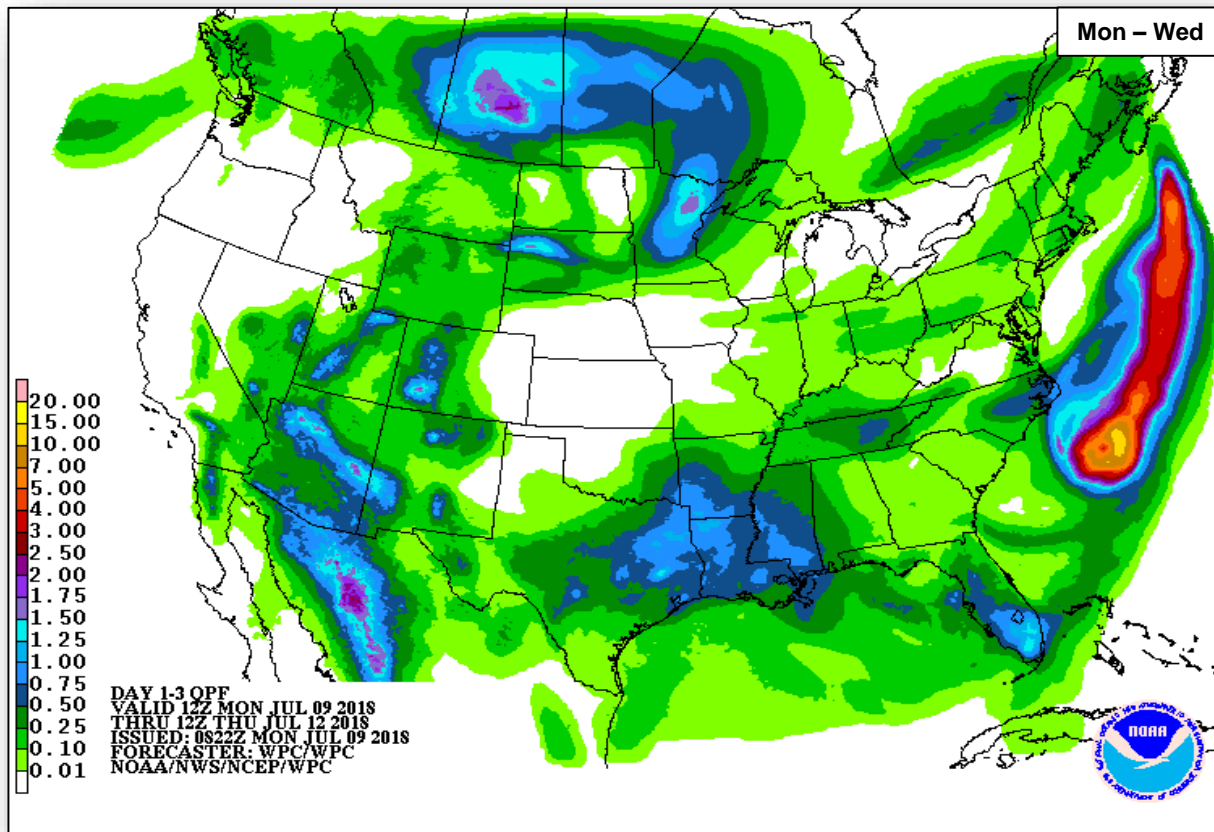 Mon – Wed
20.00
15.00
10.00
7.00
5.00
4.00
3.00
2.50
2.00
1.75
1.50
1.25
1.00
0.75
0.50
0.25
0.10
0.01
DAY 1-3 QPF
VALID 12Z MON JUL 09 2018
THRU 12Z THU JUL 12 2018
ISSUED: 0822Z MON JUL 09 2018
FORECASTER: WPC/WPC
NOAA/NWS/NCEP/WPC
NOAA